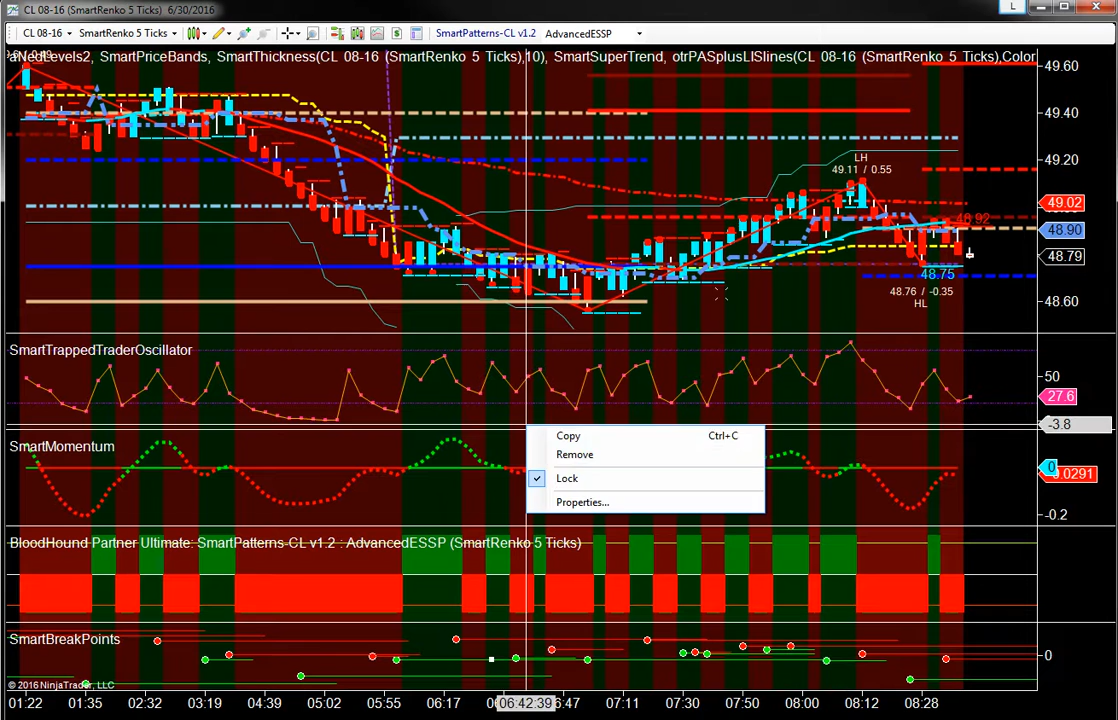 CL 08-16 (SmartRenko 5 Ticks) 6/30/2016
L
CL 08-16
SmartRenko 5 Ticks
SmartPatterns-CL v1.2
AdvancedESSP
SmartPriceBands, SmartThickness(CL 08-16 (SmartRenko 5 Ticks),10), SmartSuperTrend, otrPASplusLISlines(CL 08-16 (SmartRenko 5 Ticks),Color
49.60
49.40
49.20
LH
49.11 / 0.55
49.02
48.92
48.90
48.79
48.75
48.76 / -0.35
HL
48.60
SmartTrappedTraderOscillator
50
27.6
-3.8
SmartMomentum
0
-0.2
Copy Ctrl+C
Remove
Lock
Properties...
BloodHound Partner Ultimate: SmartPatterns-CL v1.2 : AdvancedESSP (SmartRenko 5 Ticks)
SmartBreakPoints
0
© 2016 NinjaTrader, LLC
01:22 01:35 02:32 03:19 04:39 05:02 05:55 06:17 06:42:39 6:47 07:11 07:30 07:50 08:00 08:12 08:28